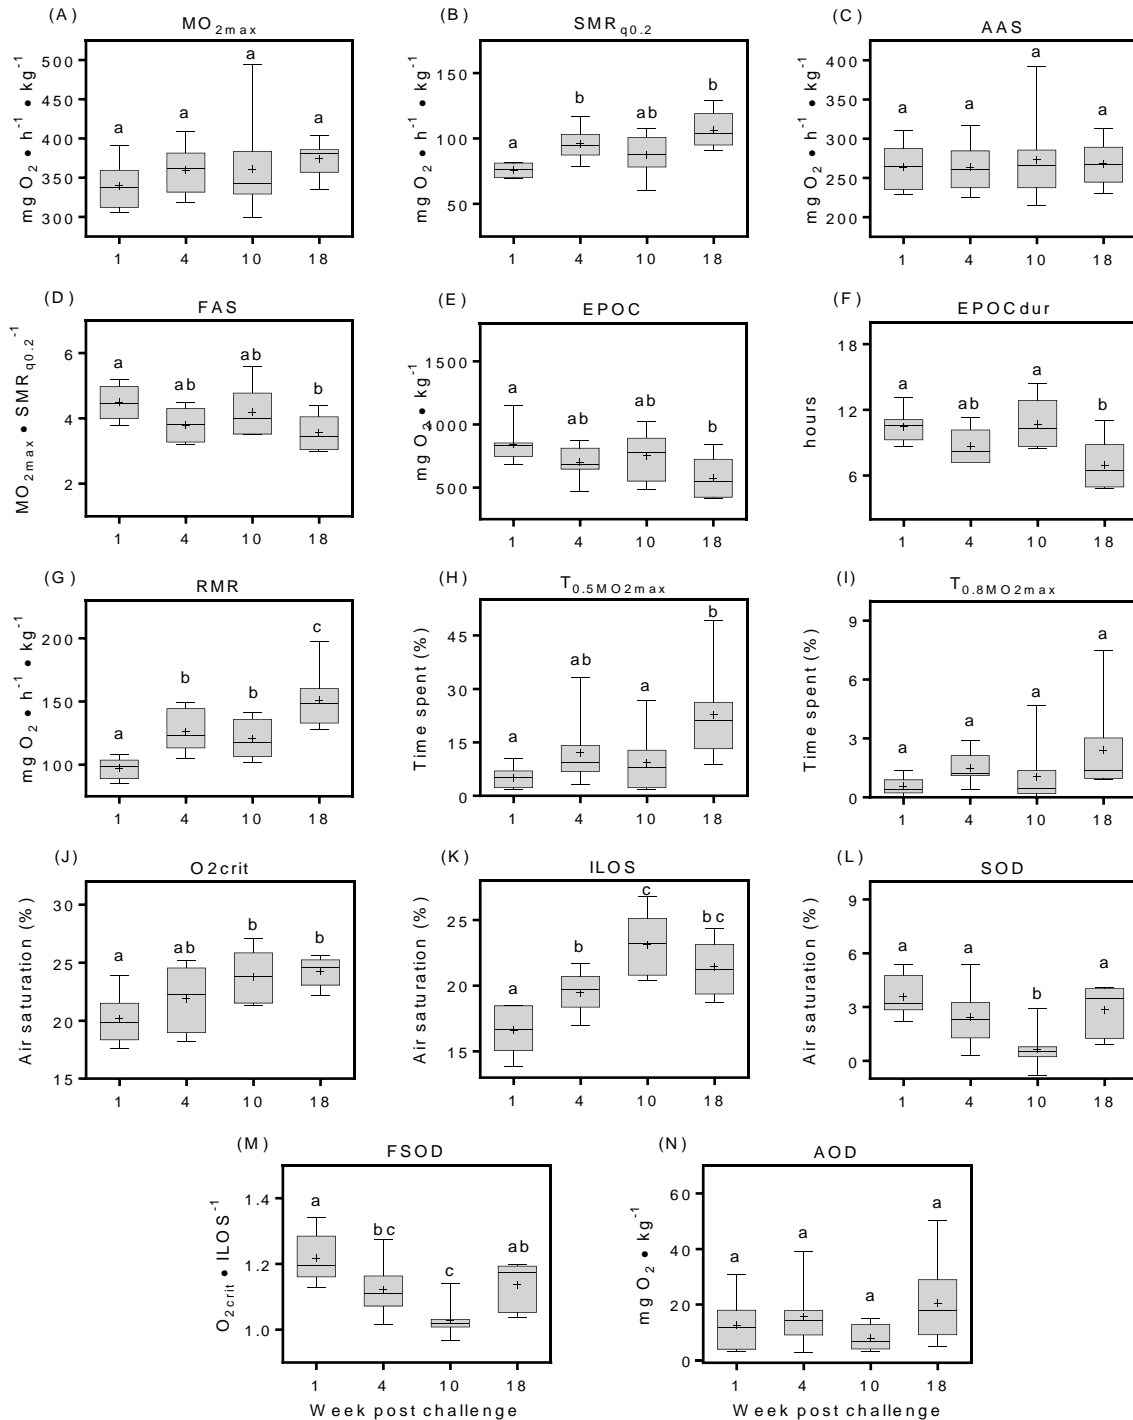 (A) MO2max
mg O2 • h-1 • kg-1
500
450
400
350
300
a a a a
1 4 10 18
(B) SMRq0.2
mg O2 • h-1 • kg-1
150
100
50
a b ab b
1 4 10 18
(C) AAS
mg O2 • h-1 • kg-1
400
350
300
250
200
a a a a
1 4 10 18
(D) FAS
MO2max • SMRq0.2-1
6
4
2
a ab ab b
1 4 10 18
(E) EPOC
mg O2 • kg-1
1500
1000
500
a ab ab b
1 4 10 18
(F) EPOCdur
hours
18
12
6
a ab a b
1 4 10 18
(G) RMR
mg O2 • h-1 • kg-1
200
150
100
a b b c
1 4 10 18
(H) T0.5MO2max
Time spent (%)
45
30
15
0
a ab a b
1 4 10 18
(I) T0.8MO2max
Time spent (%)
9
6
3
0
a a a a
1 4 10 18
(J) O2crit
Air saturation (%)
30
25
20
15
a ab b b
1 4 10 18
(K) ILOS
Air saturation (%)
25
20
15
a b c bc
1 4 10 18
(L) SOD
Air saturation (%)
9
6
3
0
a a b a
1 4 10 18
(M) FSOD
O2crit • ILOS-1
1.4
1.2
1.0
a bc c ab
1 4 10 18
Week post challenge
(N) AOD
mg O2 • kg-1
60
40
20
0
a a a a
1 4 10 18
Week post challenge